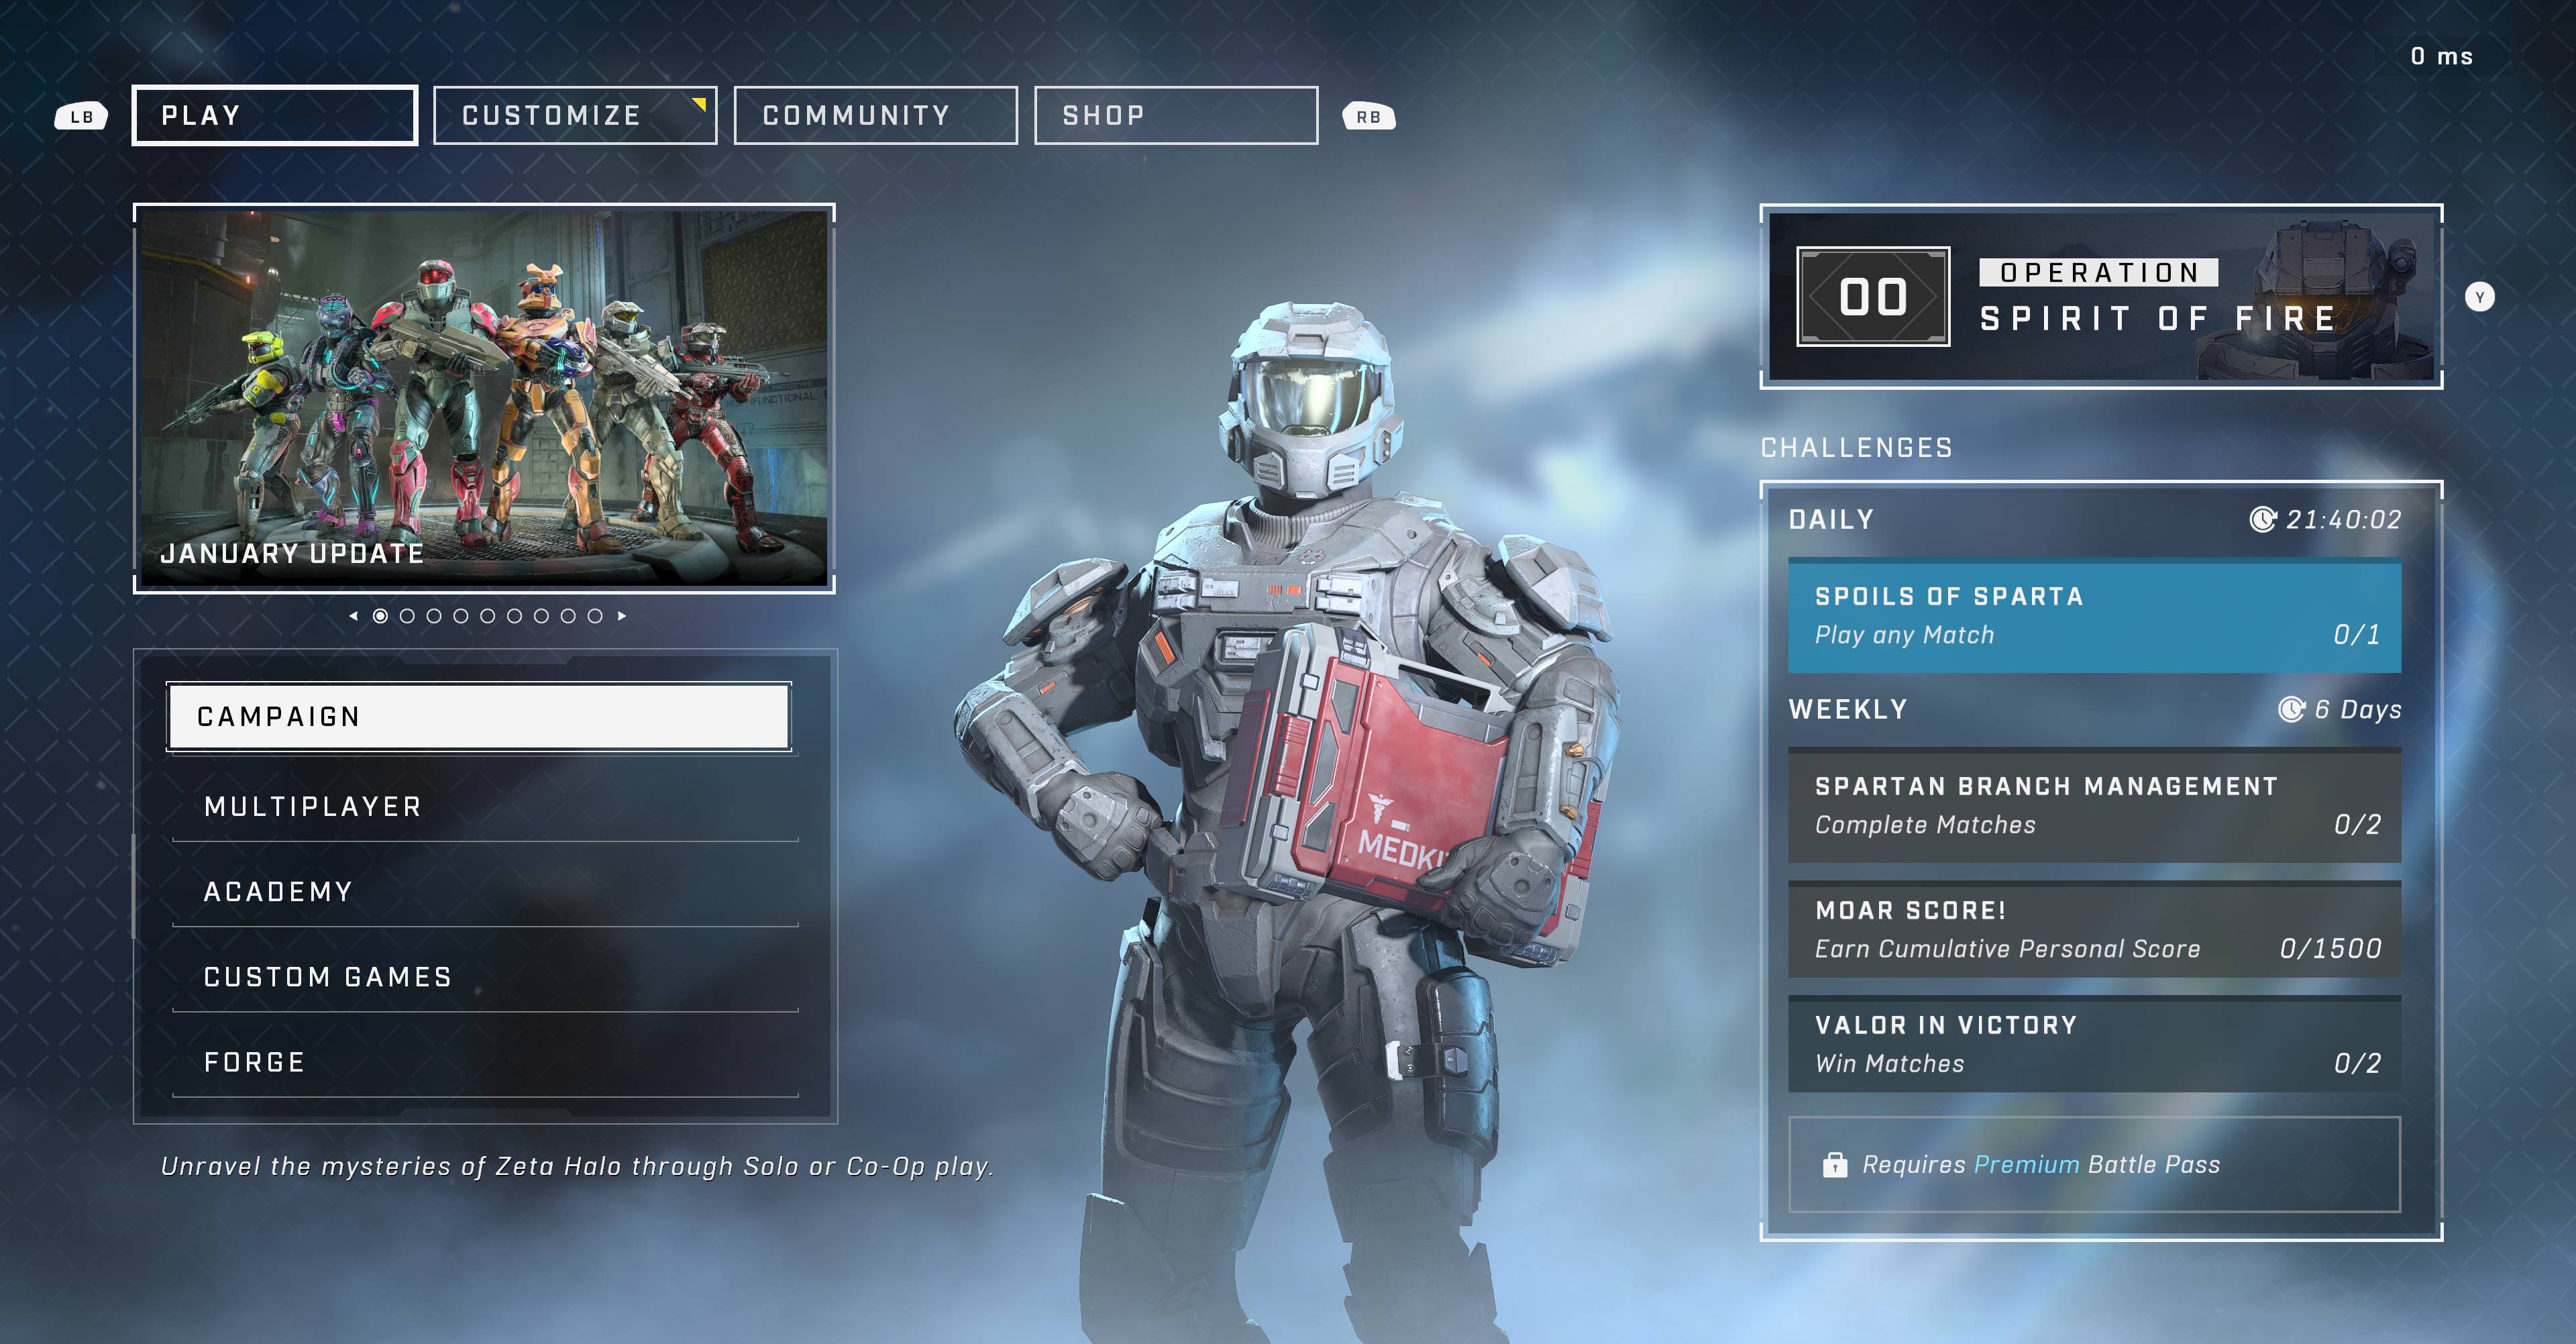 0 ms
LB
PLAY
CUSTOMIZE
COMMUNITY
SHOP
RB
JANUARY UPDATE
CAMPAIGN
MULTIPLAYER
ACADEMY
CUSTOM GAMES
FORGE
Unravel the mysteries of Zeta Halo through Solo or Co-Op play.
MEDKI
00
OPERATION
SPIRIT OF FIRE
Y
CHALLENGES
DAILY
21:40:02
SPOILS OF SPARTA
Play any Match 0/1
WEEKLY
6 Days
SPARTAN BRANCH MANAGEMENT
Complete Matches 0/2
MOAR SCORE!
Earn Cumulative Personal Score 0/1500
VALOR IN VICTORY
Win Matches 0/2
Requires Premium Battle Pass